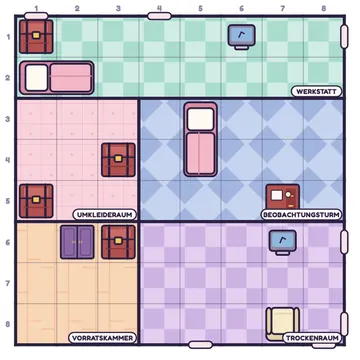 1 2 3 4 5 6 7 8
1
2
WERKSTATT
3
4
5
UMKLEIDERAUM
BEOBACHTUNGSTURM
6
7
8
VORRATSKAMMER
TROCKENRAUM